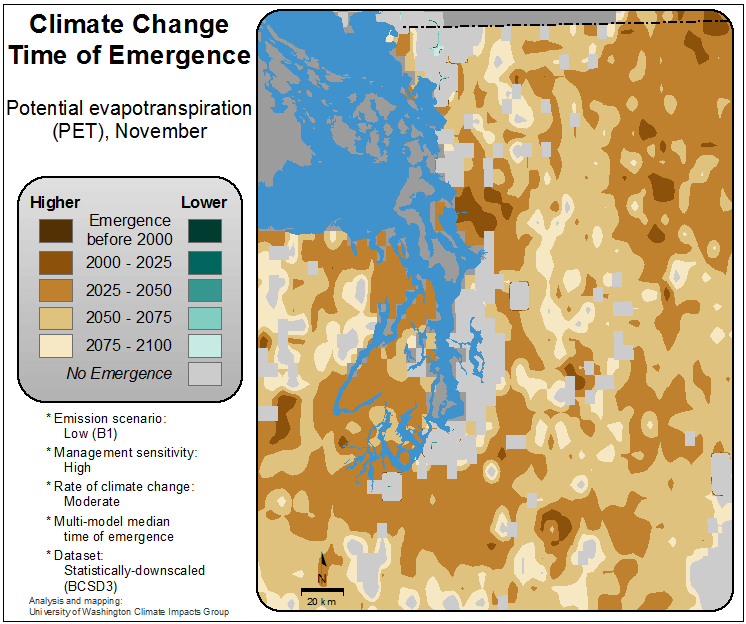 Climate Change
Time of Emergence
Potential evapotranspiration
(PET), November
Higher Lower
Emergence
before 2000
2000 - 2025
2025 - 2050
2050 - 2075
2075 - 2100
No Emergence
* Emission scenario:
Low (B1)
* Management sensitivity:
High
* Rate of climate change:
Moderate
* Multi-model median
time of emergence
* Dataset:
Statistically-downscaled
(BCSD3)
Analysis and mapping:
University of Washington Climate Impacts Group
N
20 km